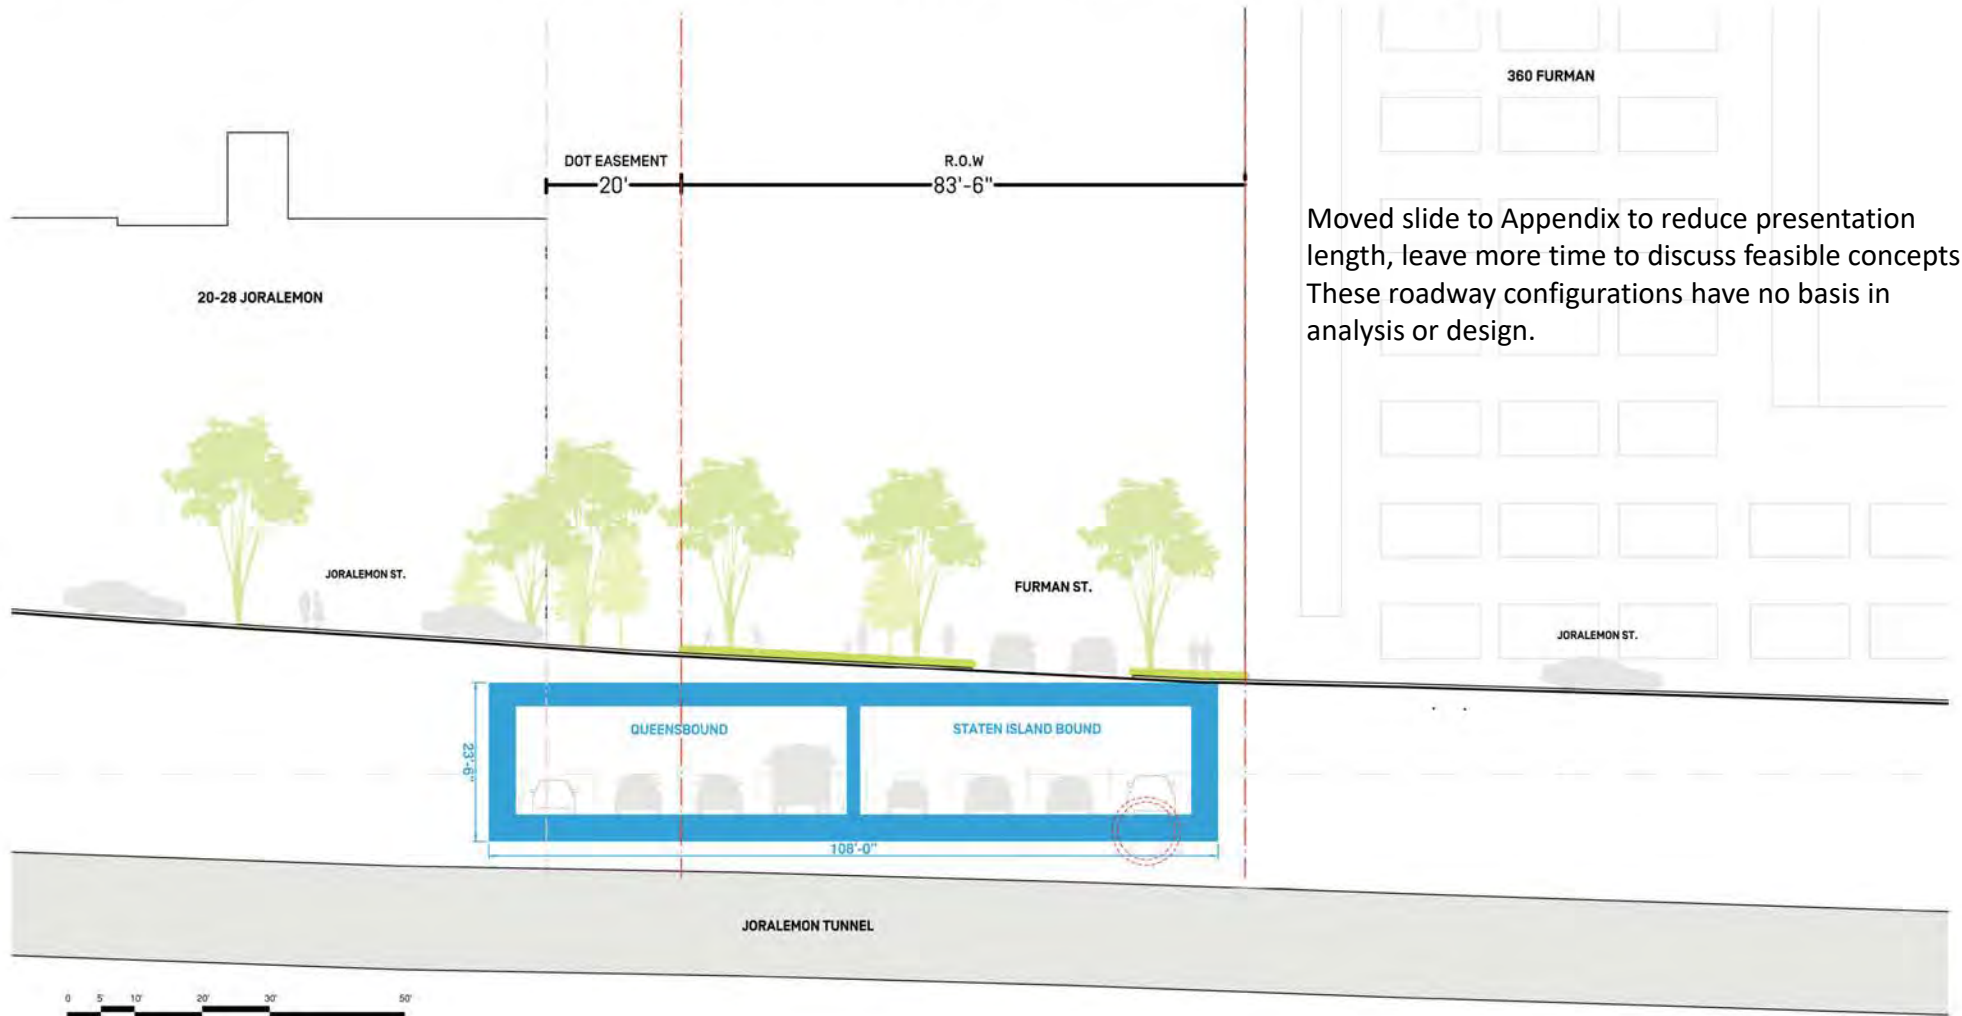 360 FURMAN
DOT EASEMENT
20'
R.O.W
83'-6"
Moved slide to Appendix to reduce presentation
length, leave more time to discuss feasible concepts
These roadway configurations have no basis in
analysis or design.
20-28 JORALEMON
JORALEMON ST.
FURMAN ST.
JORALEMON ST.
QUEENSBOUND
STATEN ISLAND BOUND
23'-6"
108'-0"
JORALEMON TUNNEL
0 5' 10' 20' 30' 50'